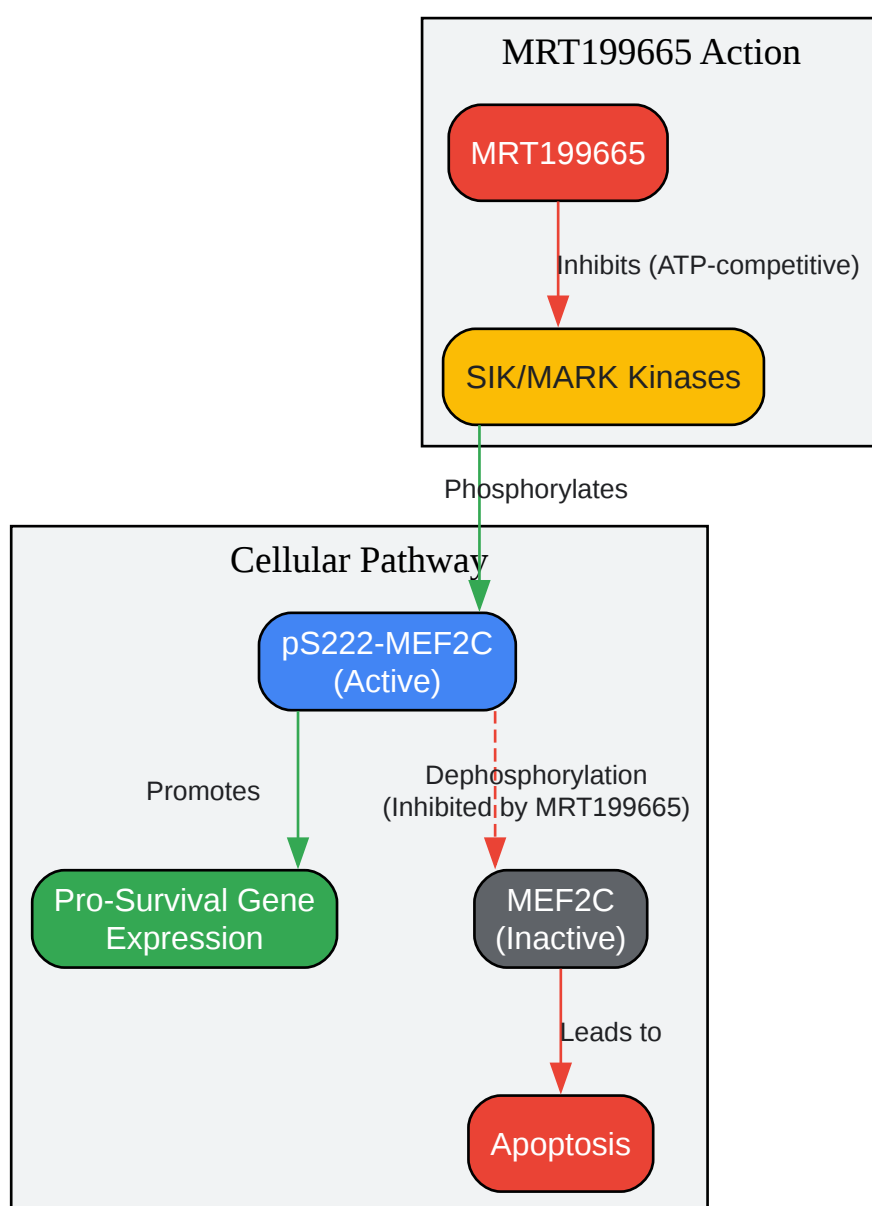 MRT199665 Action
MRT199665
Inhibits (ATP-competitive)
SIK/MARK Kinases
Phosphorylates
Cellular Pathway
pS222-MEF2C
(Active)
Promotes
Dephosphorylation
(Inhibited by MRT199665)
Pro-Survival Gene
Expression
MEF2C
(Inactive)
Leads to
Apoptosis